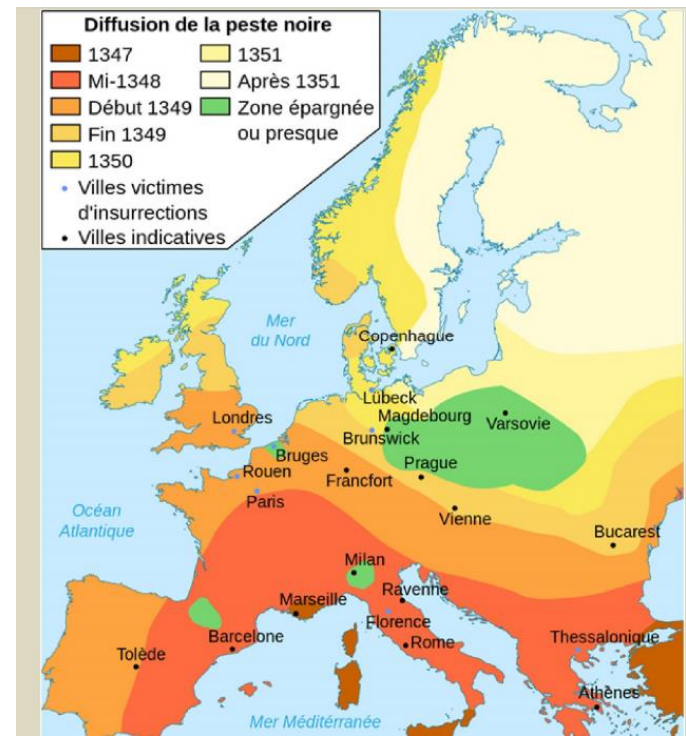 Diffusion de la peste noire
1347
1351
Mi-1348
Après 1351
Début 1349
Zone épargnée
ou presque
Fin 1349
1350
Villes victimes
d'insurrections
Villes indicatives
Mer
du Nord
Copenhague
Lübeck
Magdebourg
Varsovie
Londres
Brunswick
Bruges
Rouen
Francfort
Prague
Paris
Océan
Atlantique
Vienne
Bucarest
Milan
Marseille
Ravenne
Florence
Barcelone
Rome
Thessalonique
Tolède
Athènes
Mer Méditérranée